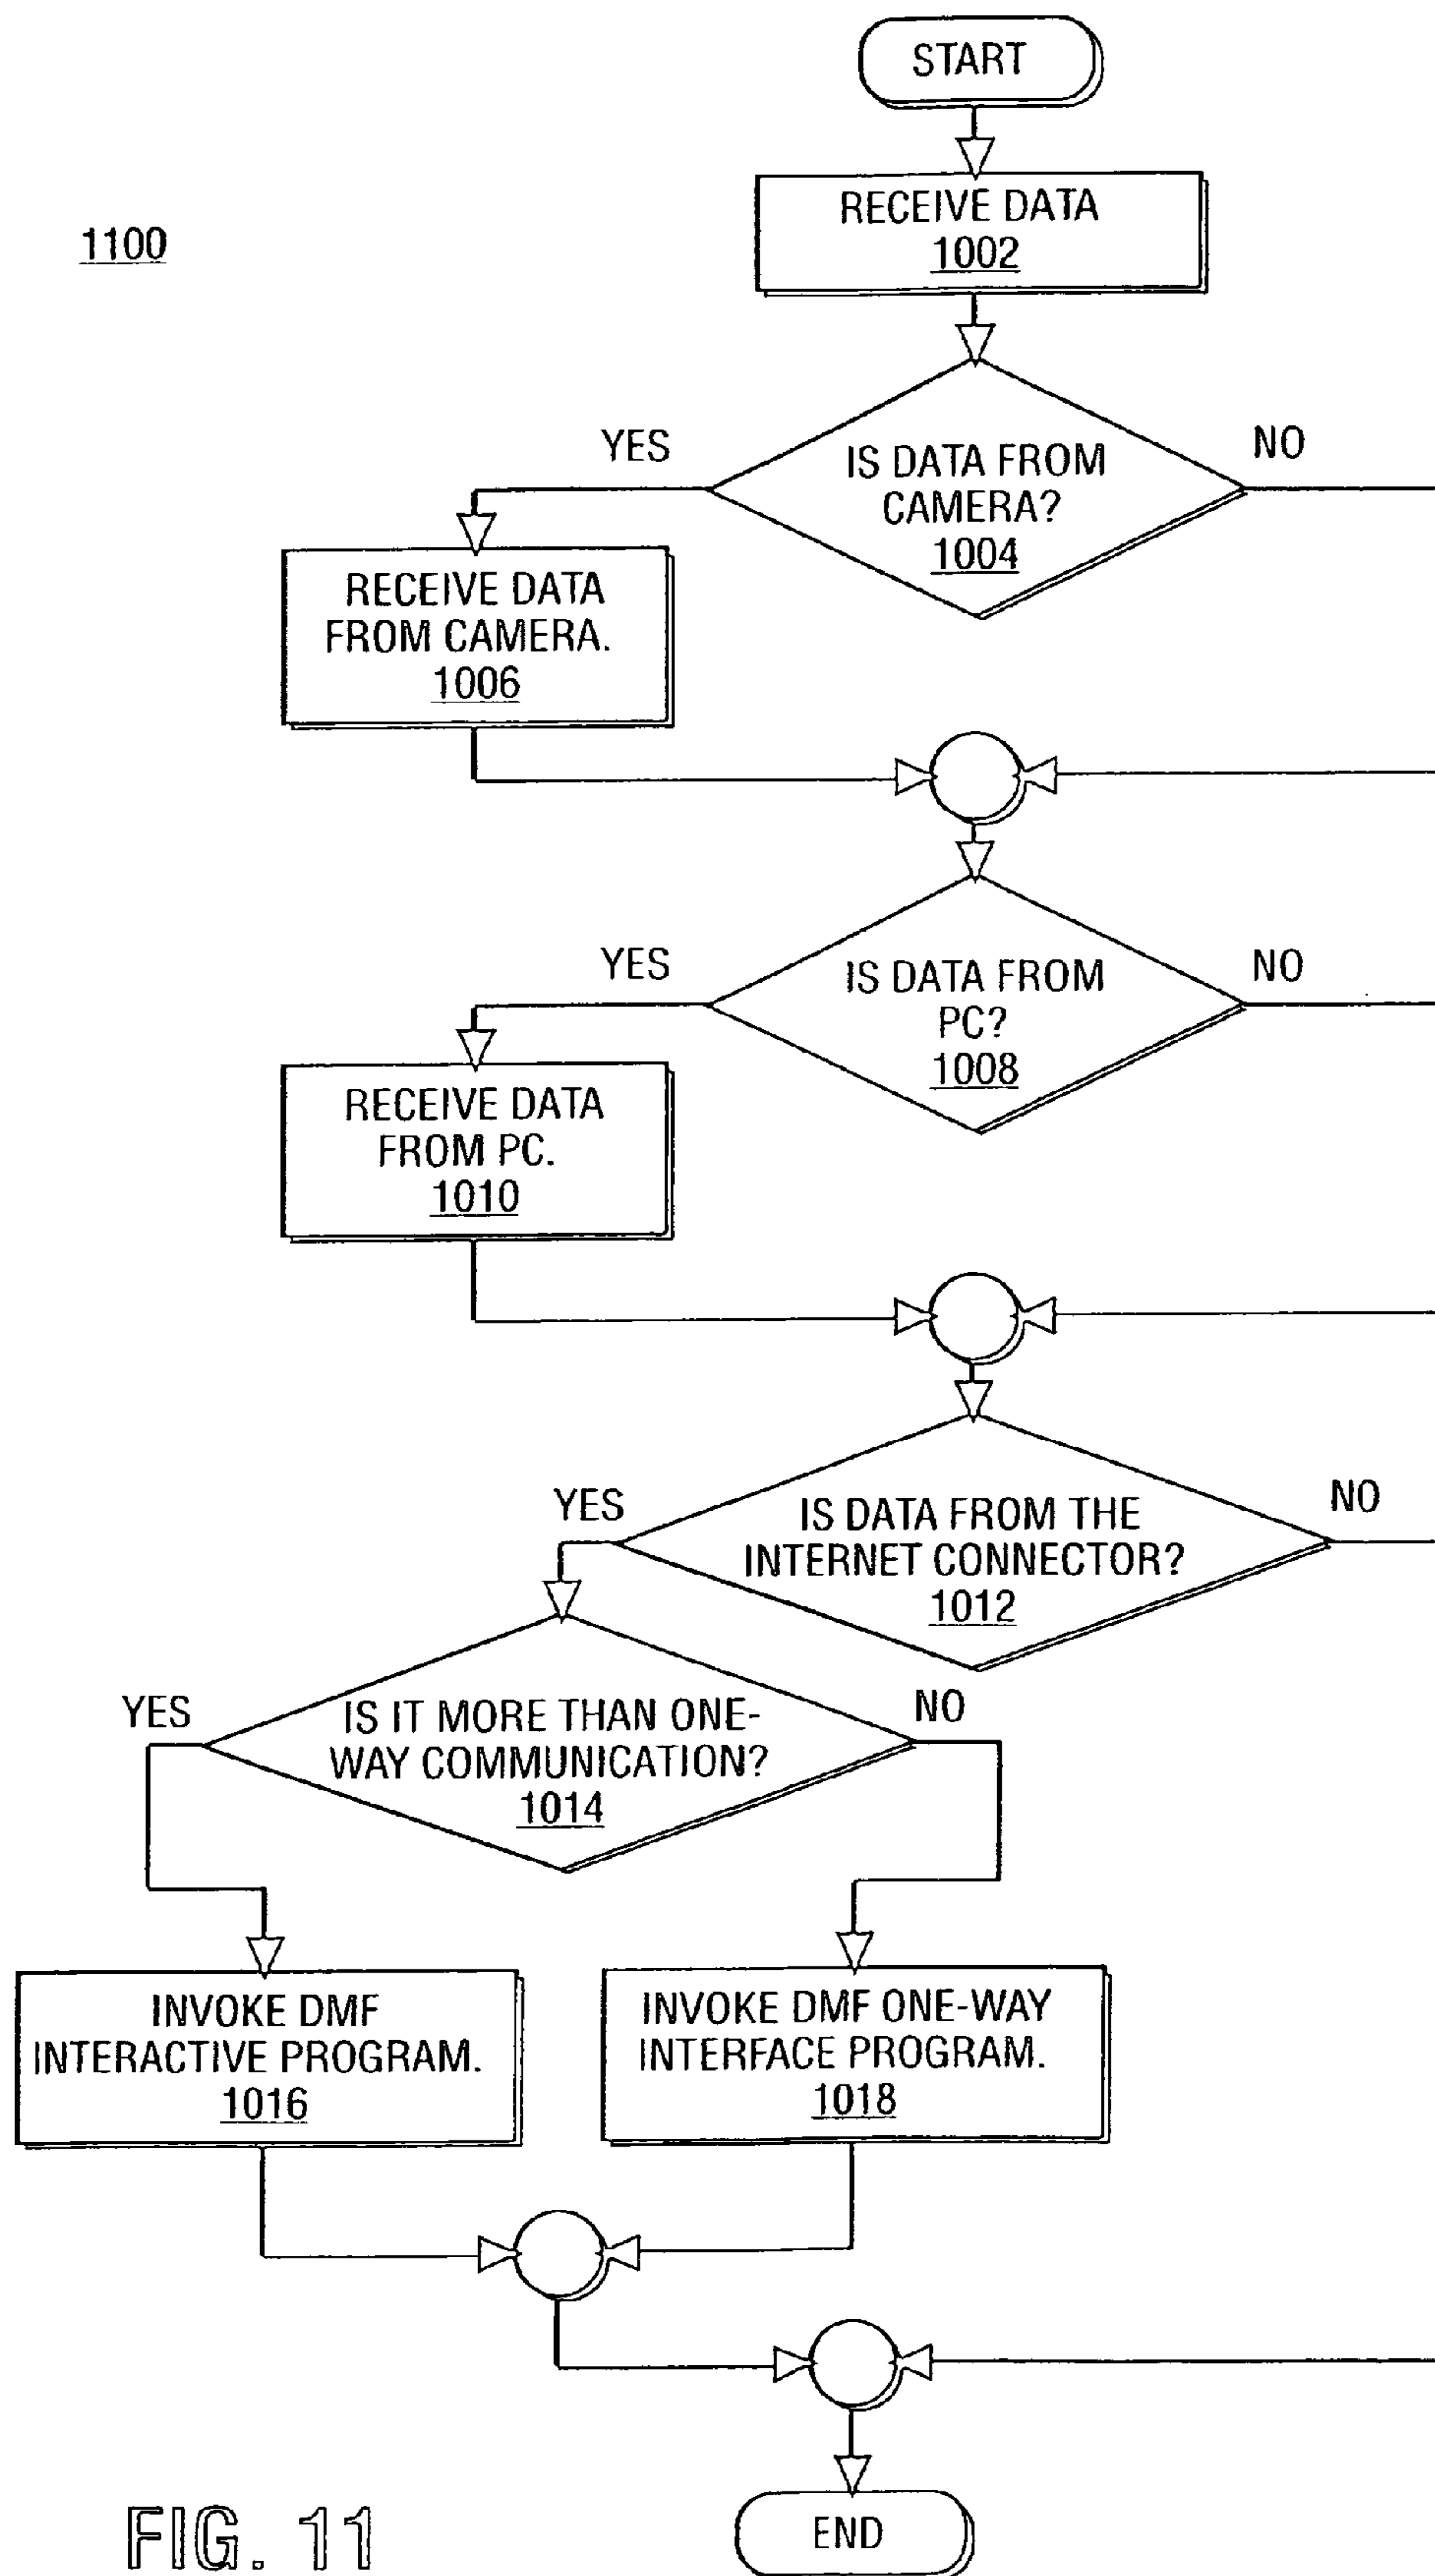 START
1100
RECEIVE DATA
1002
YES
NO
IS DATA FROM
CAMERA?
1004
RECEIVE DATA
FROM CAMERA.
1006
YES
NO
IS DATA FROM
PC?
1008
RECEIVE DATA
FROM PC.
1010
YES
NO
IS DATA FROM THE
INTERNET CONNECTOR?
1012
YES
NO
IS IT MORE THAN ONE-
WAY COMMUNICATION?
1014
INVOKE DMF
INTERACTIVE PROGRAM.
1016
INVOKE DMF ONE-WAY
INTERFACE PROGRAM.
1018
END
FIG. 11